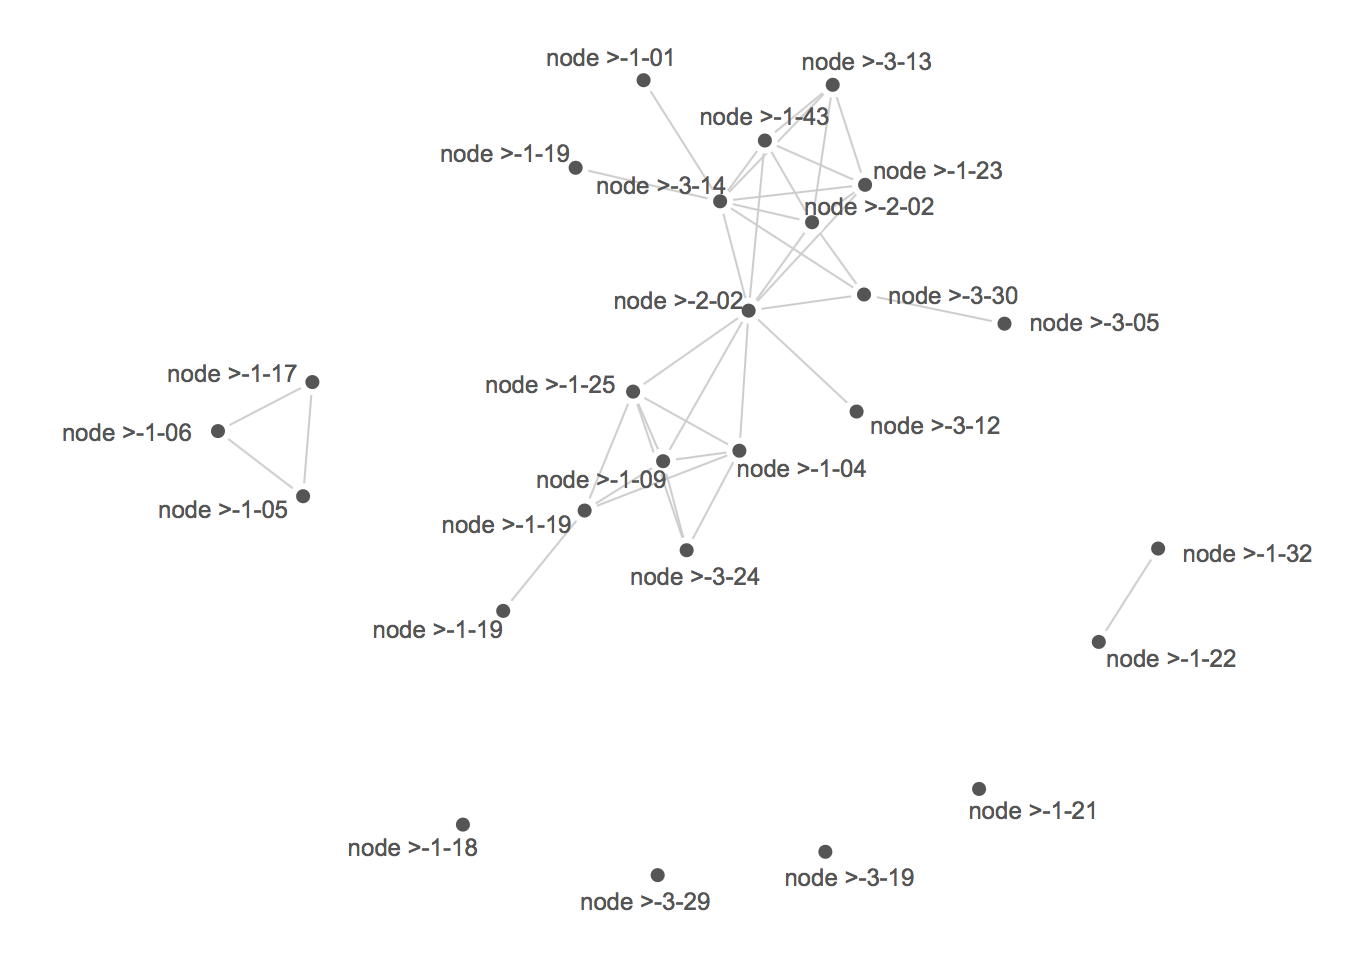 node >-1-01
node >-3-13
node >-1-43
node >-1-19
node >-1-23
node >-3-14
node >-2-02
node >-2-02
node >-3-30
node >-3-05
node >-1-17
node >-1-25
node >-1-06
node >-3-12
node >-1-04
node >-1-09
node >-1-05
node >-1-19
node >-1-32
node >-3-24
node >-1-19
node >-1-22
node >-1-21
node >-1-18
node >-3-19
node >-3-29